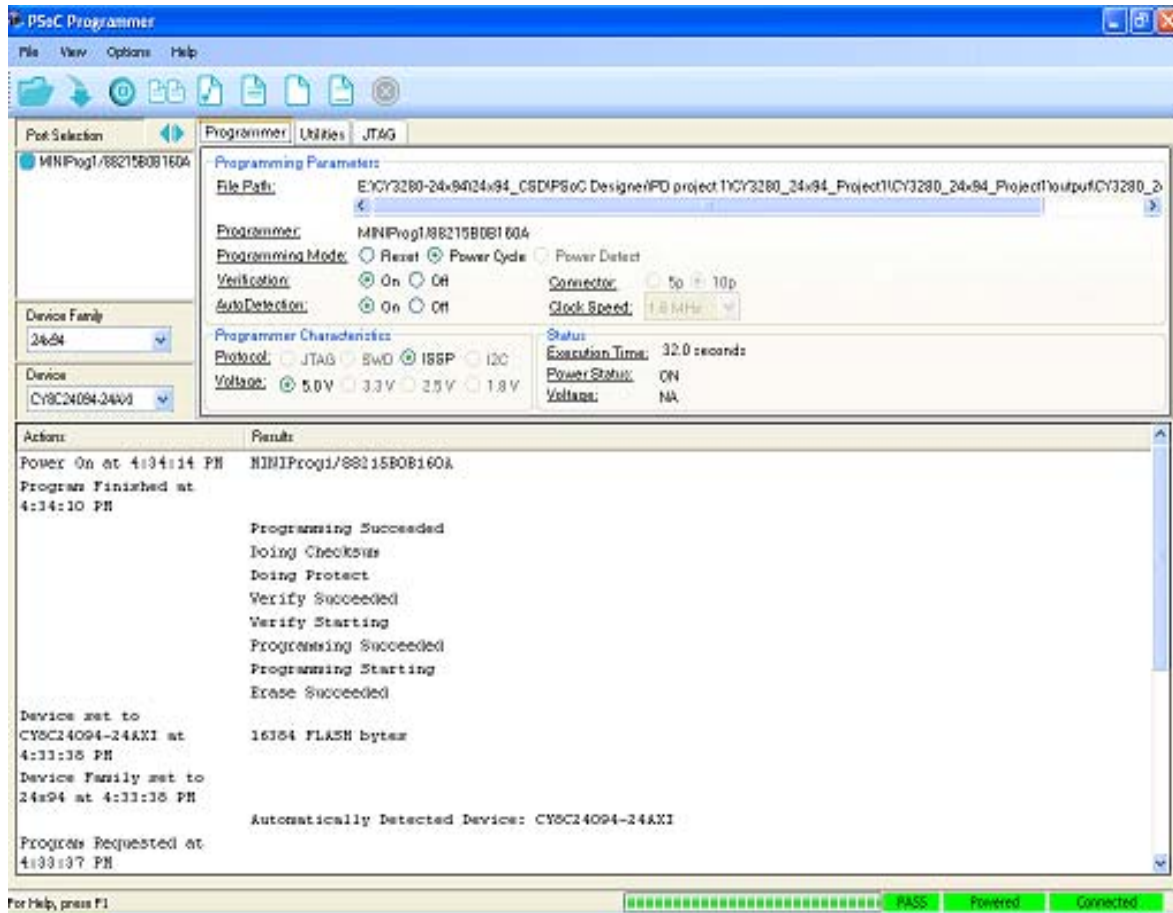 PSoC Programmer
File View Options Help
Port Selection
Programmer Utilities JTAG
MINIProg1/88215B0B160A
Programming Parameters
File Path: E:\CY3280-24x94\24x94_CSD\PSoC Designer\PD project 1\CY3280_24x94_Project1\CY3280_24x94_Project1\output\CY3280_2
Programmer: MINIProg1/88215B0B160A
Programming Mode: Reset Power Cycle Power Detect
Verification: On Off Connector: 5p 10p
AutoDetection: On Off Clock Speed: 1.6 MHz
Device Family
24x94
Programmer Characteristics
Protocol: JTAG SWD ISSP I2C
Voltage: 5.0 V 3.3 V 2.5 V 1.8 V
Status
Execution Time: 32.0 seconds
Power Status: ON
Voltage: NA
Device
CY8C24094-24AXI
Actions Results
Power On at 4:34:14 PM MINIProg1/88215B0B160A
Program Finished at
4:34:10 PM
Programming Succeeded
Doing Checksum
Doing Protect
Verify Succeeded
Verify Starting
Programming Succeeded
Programming Starting
Erase Succeeded
Device set to
CY8C24094-24AXI at 16384 FLASH bytes
4:33:38 PM
Device Family set to
24x94 at 4:33:38 PM
Automatically Detected Device: CY8C24094-24AXI
Program Requested at
4:33:37 PM
For Help, press F1
PASS Powered Connected